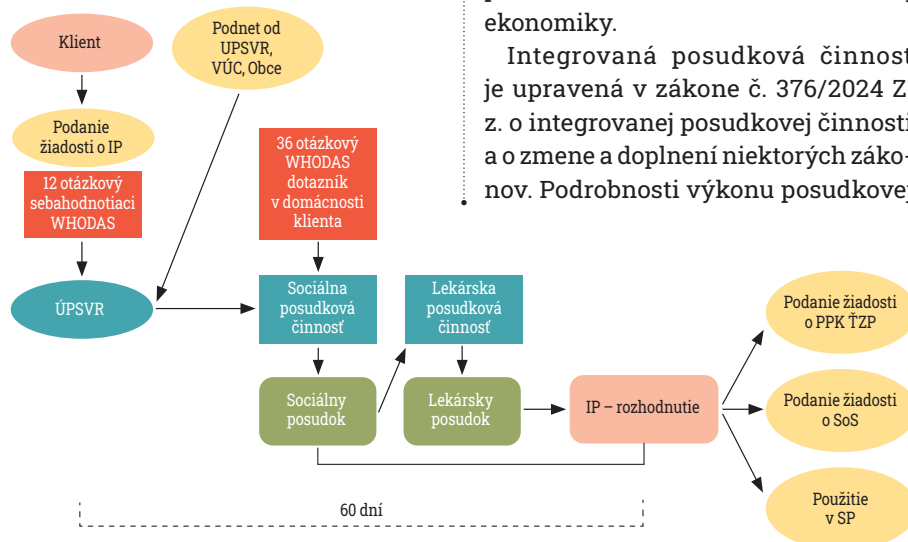 ekonomiky.
Integrovaná posudková činnosť
je upravená v zákone č. 376/2024 Z.
z. o integrovanej posudkovej činnosti
a o zmene a doplnení niektorých záko-
nov. Podrobnosti výkonu posudkovej
Klient
Podnet od
UPSVR,
VÚC, Obce
Podanie
žiadosti o IP
12 otázkový
sebahodnotiaci
WHODAS
36 otázkový
WHODAS
dotazník
v domácnosti
klienta
ÚPSVR
Sociálna
posudková
činnosť
Lekárska
posudková
činnosť
Sociálny
posudok
Lekársky
posudok
IP – rozhodnutie
Podanie žiadosti
o PPK ŤZP
Podanie žiadosti
o SoS
Použitie
v SP
60 dní